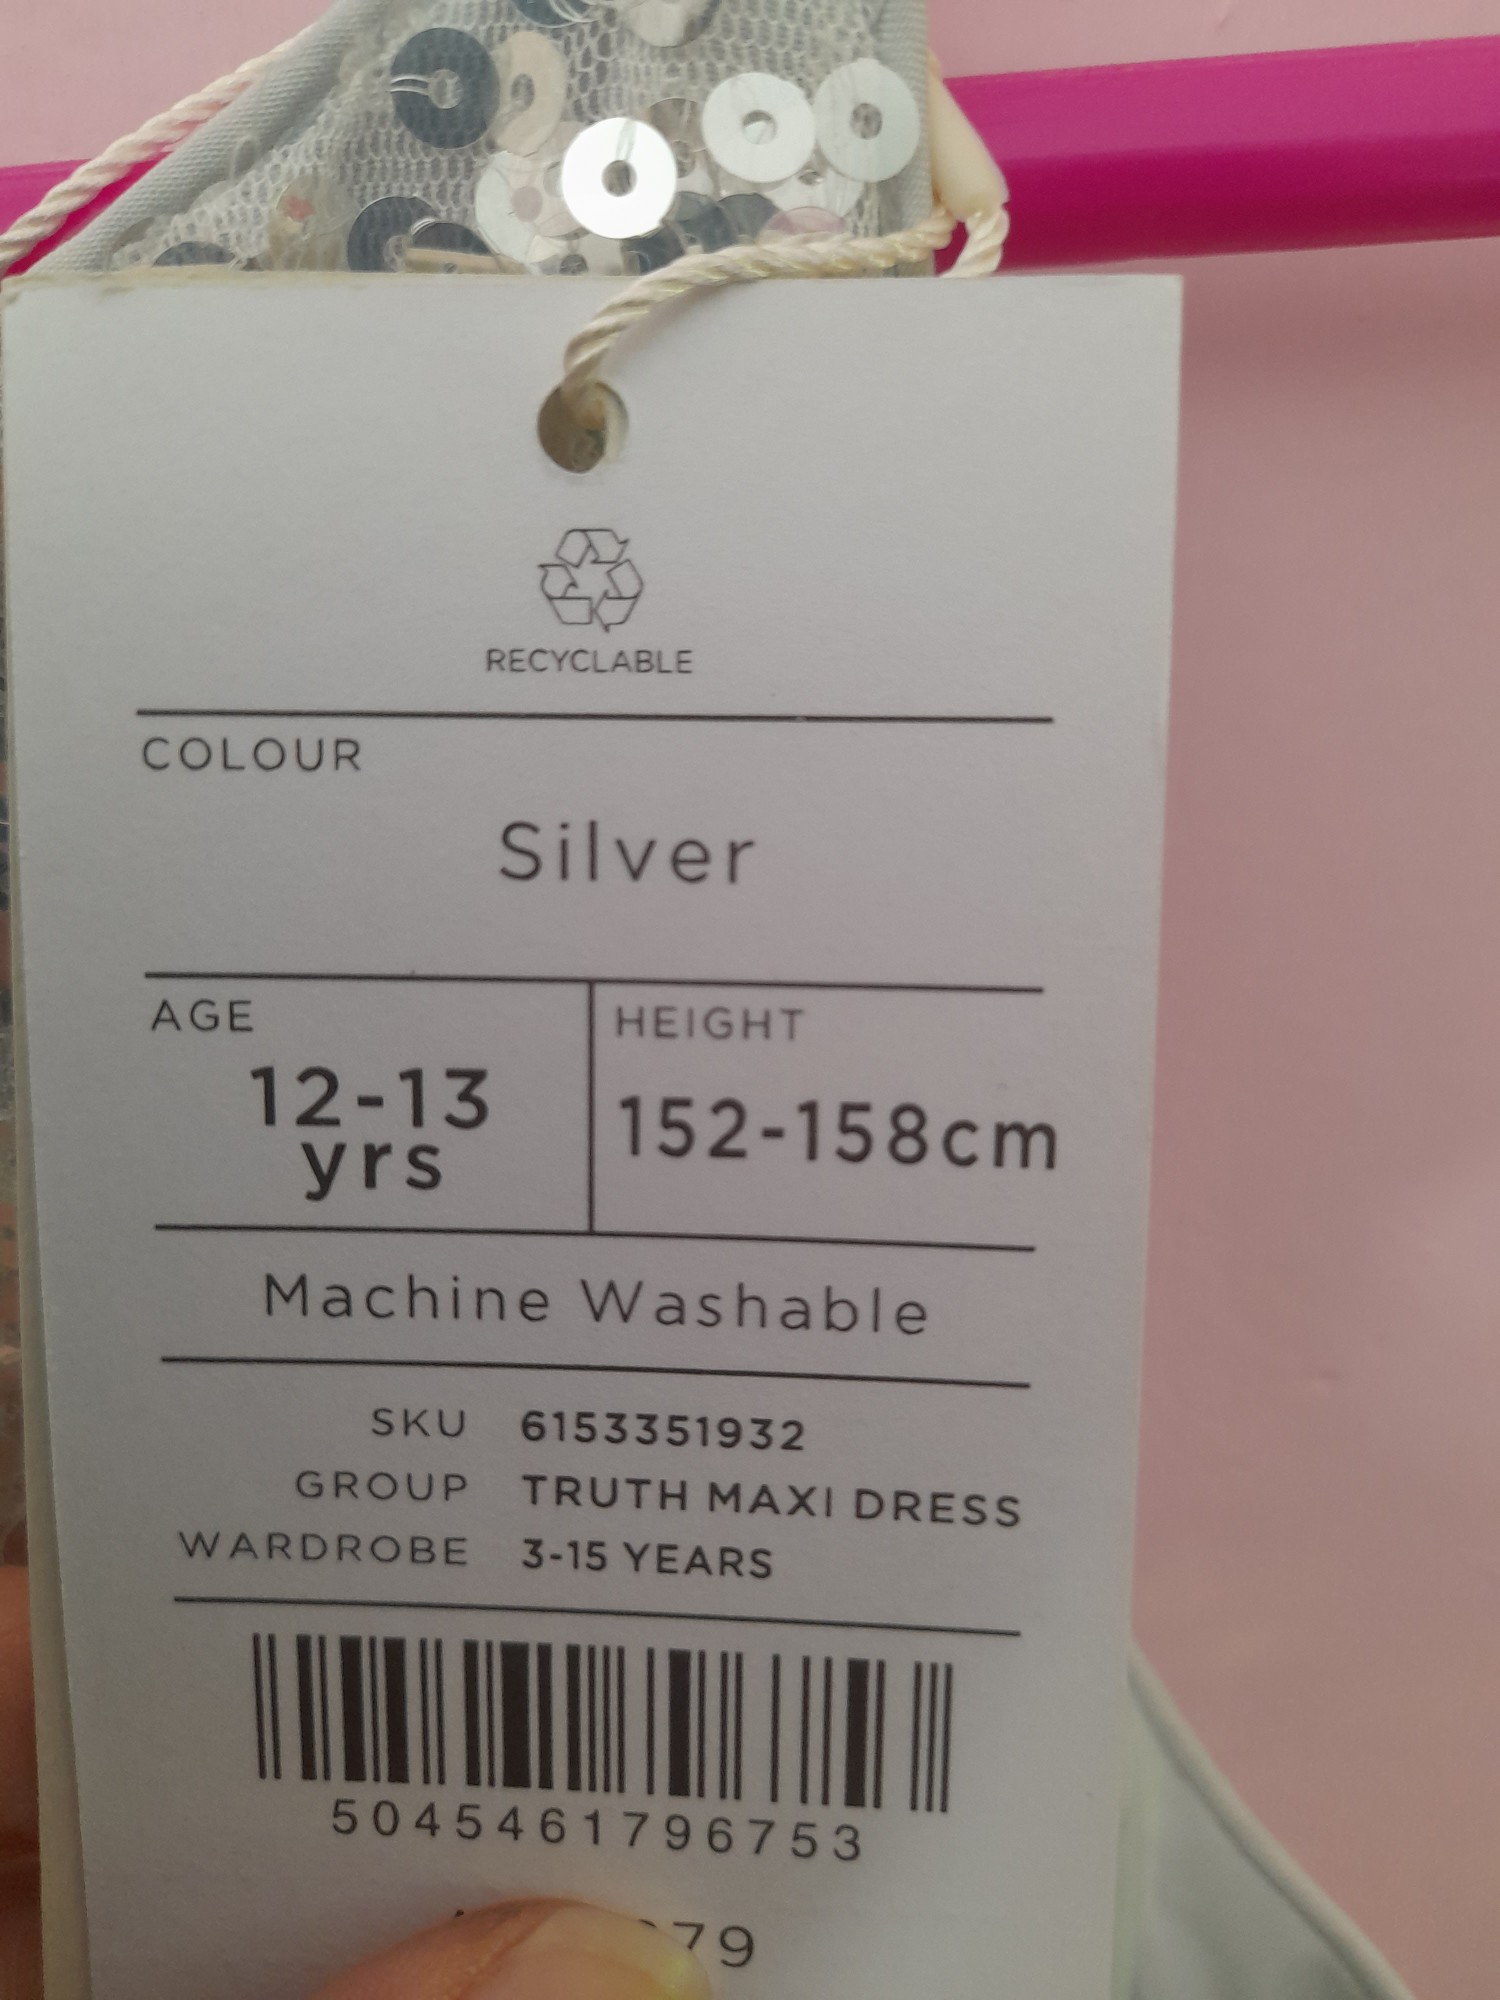 RECYCLABLE
COLOUR
Silver
AGE
12-13
yrs
HEIGHT
152-158cm
Machine Washable
SKU 6153351932
GROUP TRUTH MAXI DRESS
WARDROBE 3-15 YEARS
5045461796753